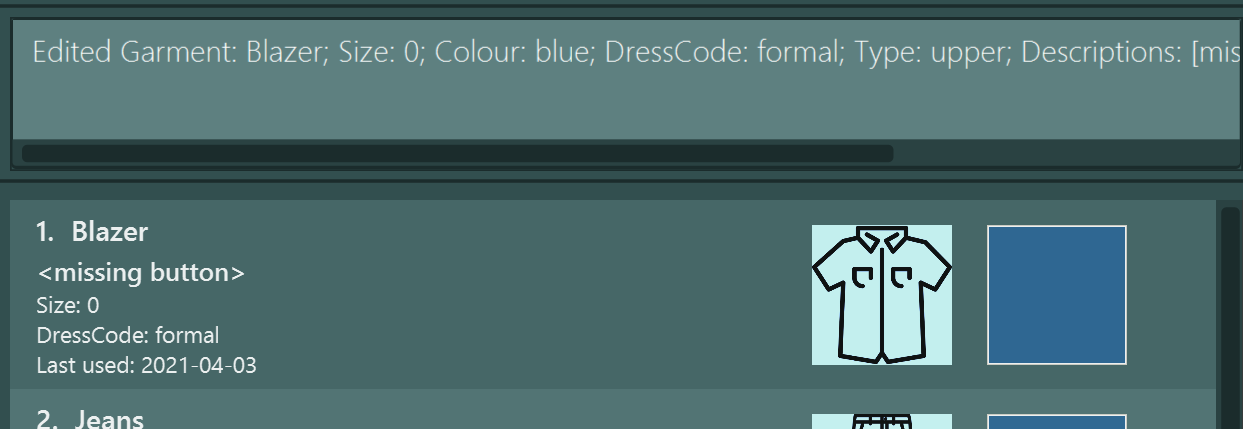 Edited Garment: Blazer; Size: 0; Colour: blue; DressCode: formal; Type: upper; Descriptions: [mis
1. Blazer
<missing button>
Size: 0
DressCode: formal
Last used: 2021-04-03
2. Jeans